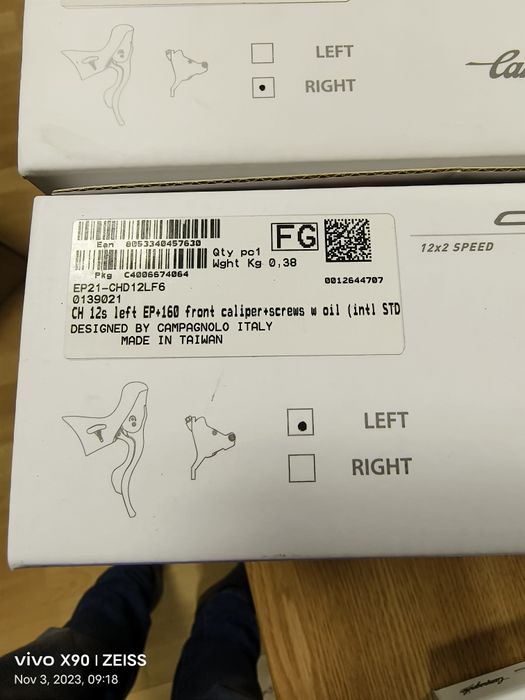 LEFT
RIGHT
Ean 8053340457630
Qty pc1
Wght Kg 0,38
FG
Pkg C4006674064
0012644707
12x2 SPEED
EP21-CHD12LF6
0139021
CH 12s left EP+160 front caliper+screws w oil (intl STD
DESIGNED BY CAMPAGNOLO ITALY
MADE IN TAIWAN
LEFT
RIGHT
vivo X90 | ZEISS
Nov 3, 2023, 09:18